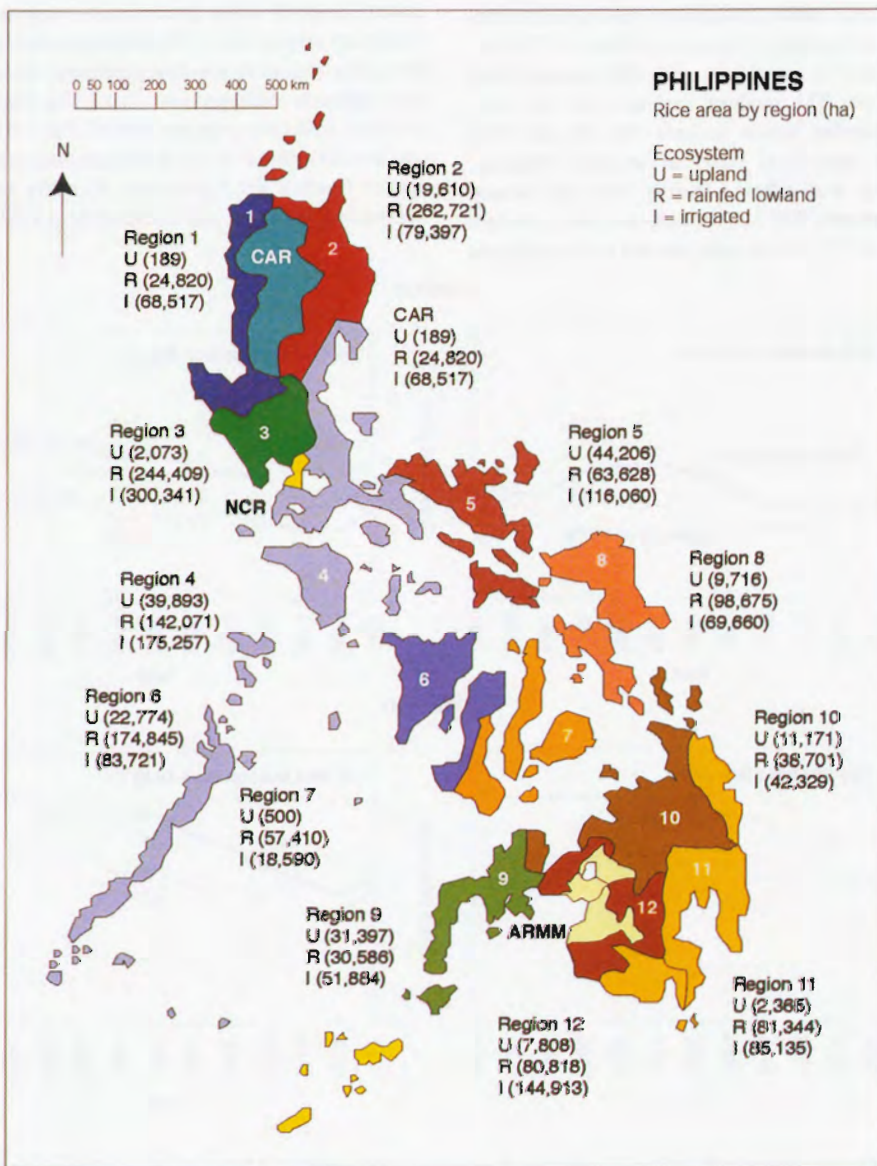 PHILIPPINES
Rice area by region (ha)
Ecosystem
U = upland
R = rainfed lowland
I = irrigated
0 50 100 200 300 400 500 km
N
Region 2
U (19,610)
R (262,721)
I (79,397)
Region 1
U (189)
R (24,820)
I (68,517)
1
CAR
2
CAR
U (189)
R (24,820)
I (68,517)
Region 3
U (2,073)
R (244,409)
I (300,341)
3
NCR
Region 5
U (44,206)
R (63,628)
I (116,060)
5
Region 4
U (39,893)
R (142,071)
I (175,257)
4
8
Region 8
U (9,716)
R (98,675)
I (69,660)
Region 6
U (22,774)
R (174,845)
I (83,721)
6
7
Region 10
U (11,171)
R (38,701)
I (42,329)
Region 7
U (500)
R (57,410)
I (18,590)
10
9
11
12
ARMM
Region 9
U (31,397)
R (30,586)
I (51,884)
Region 12
U (7,808)
R (80,818)
I (144,913)
Region 11
U (2,365)
R (81,344)
I (85,135)